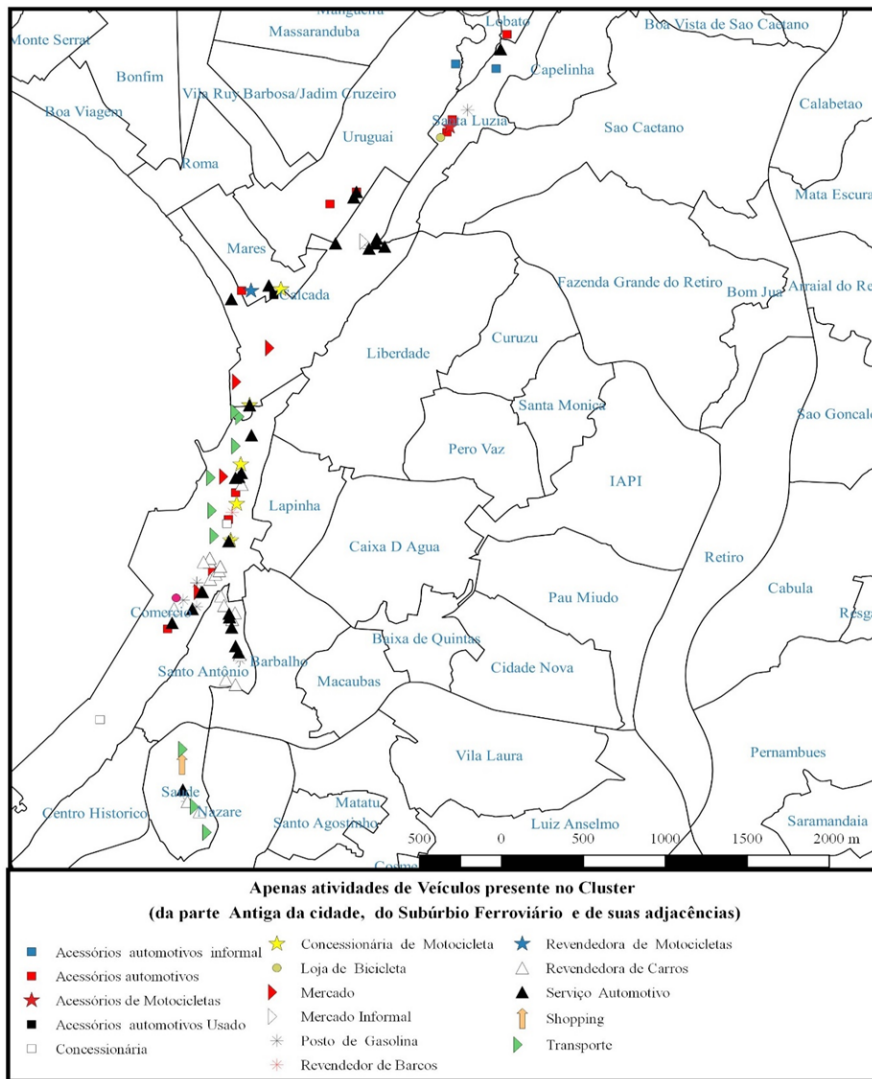 Mangueira
Lobato
Boa Vista de Sao Caetano
Monte Serrat
Massaranduba
Bonfim
Capelinha
Vila Ruy Barbosa/Jadim Cruzeiro
Calabetao
Boa Viagem
Santa Luzia
Sao Caetano
Uruguai
Roma
Mata Escura
Mares
Fazenda Grande do Retiro
Bom Jua
Arraial do Re
Calcada
Liberdade
Curuzu
Santa Monica
Sao Goncalo
Pero Vaz
IAPI
Lapinha
Caixa D Agua
Retiro
Cabula
Pau Miudo
Comercio
Resga
Baixa de Quintas
Santo Antônio
Barbalho
Macaubas
Cidade Nova
Vila Laura
Pernambues
Saude
Centro Historico
Nazare
Matatu
Santo Agostinho
Luiz Anselmo
Saramandaia
Cosme
500 0 500 1000 1500 2000 m
Apenas atividades de Veículos presente no Cluster
(da parte Antiga da cidade, do Subúrbio Ferroviário e de suas adjacências)
Acessórios automotivos informal
Acessórios automotivos
Acessórios de Motocicletas
Acessórios automotivos Usado
Concessionária
Concessionária de Motocicleta
Loja de Bicicleta
Mercado
Mercado Informal
Posto de Gasolina
Revendedor de Barcos
Revendedora de Motocicletas
Revendedora de Carros
Serviço Automotivo
Shopping
Transporte